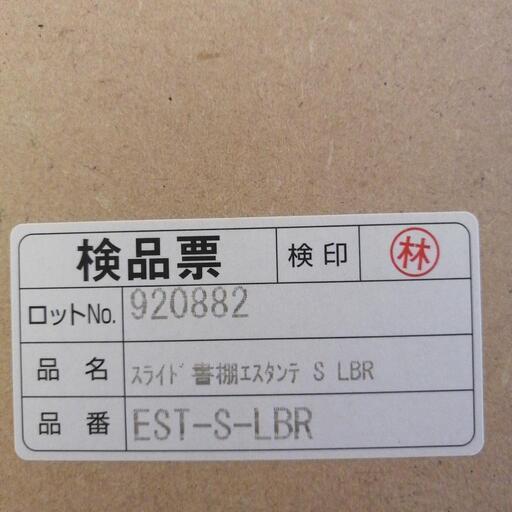 検品票 検印 林
ロットNo. 920882
品名 ｽﾗｲﾄﾞ書棚ｴｽﾀﾝﾃ S LBR
品番 EST-S-LBR